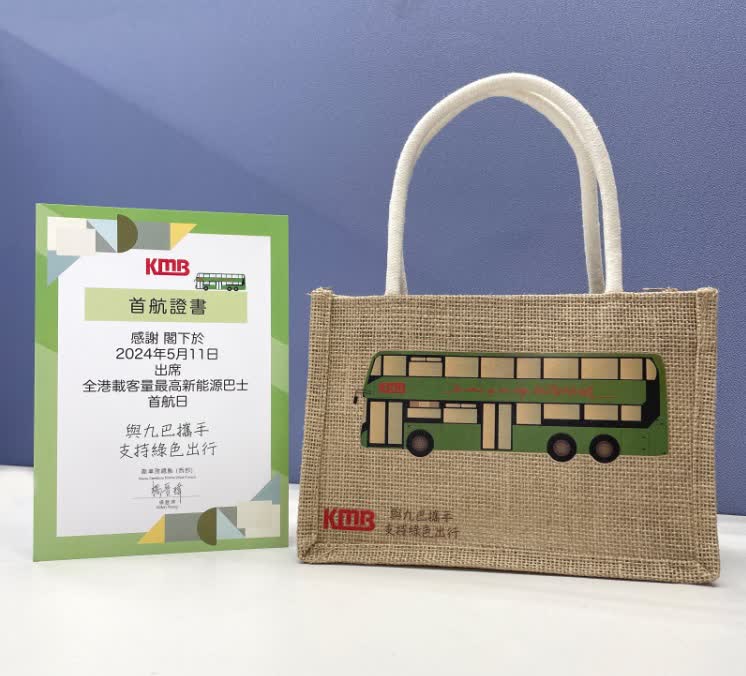 KMB
首航證書
感謝 閣下於
2024年5月11日
出席
全港載客量最高新能源巴士
首航日
與九巴攜手
支持綠色出行
KMB
KMB
與九巴攜手
支持綠色出行